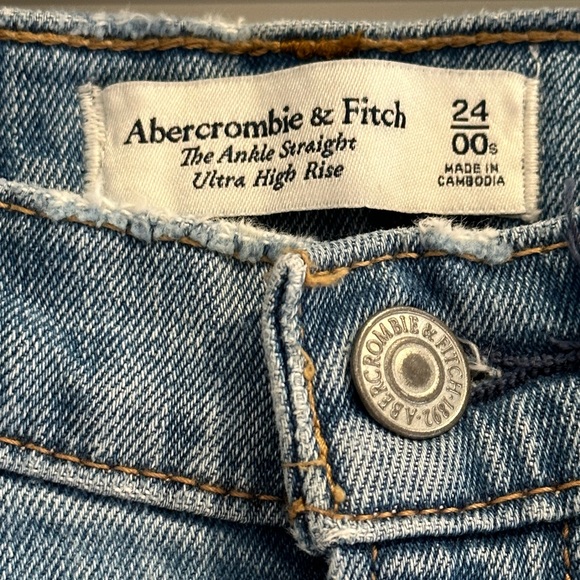 Abercrombie & Fitch
The Ankle Straight
Ultra High Rise
24
00s
MADE IN
CAMBODIA
ABERCROMBIE & FITCH · 1892 ·